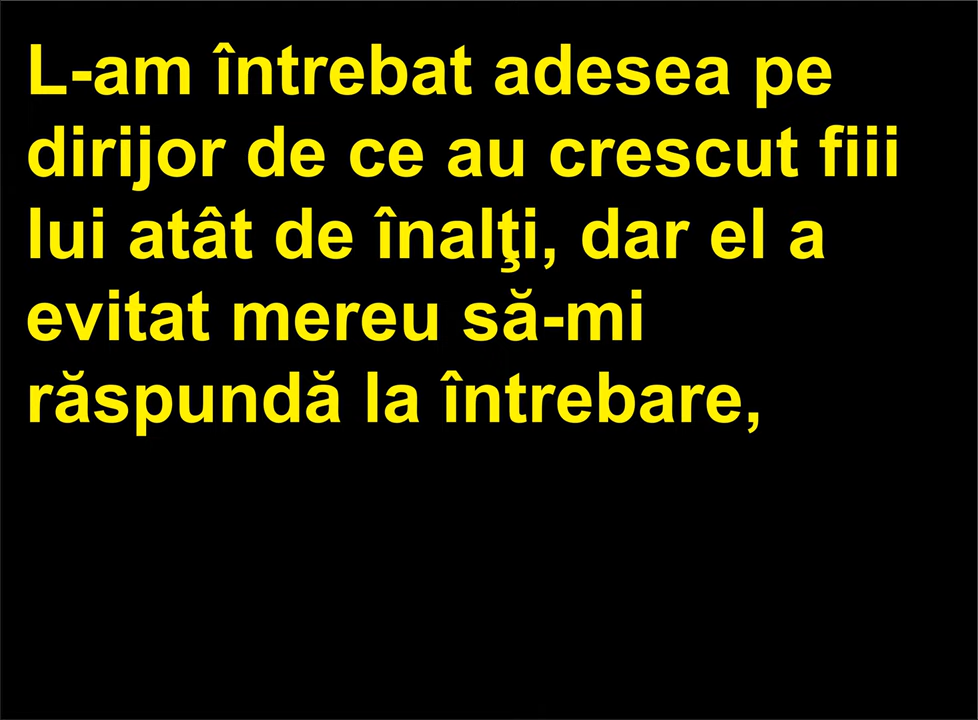 L-am întrebat adesea pe
dirijor de ce au crescut fiii
lui atât de înalţi, dar el a
evitat mereu să-mi
răspundă la întrebare,